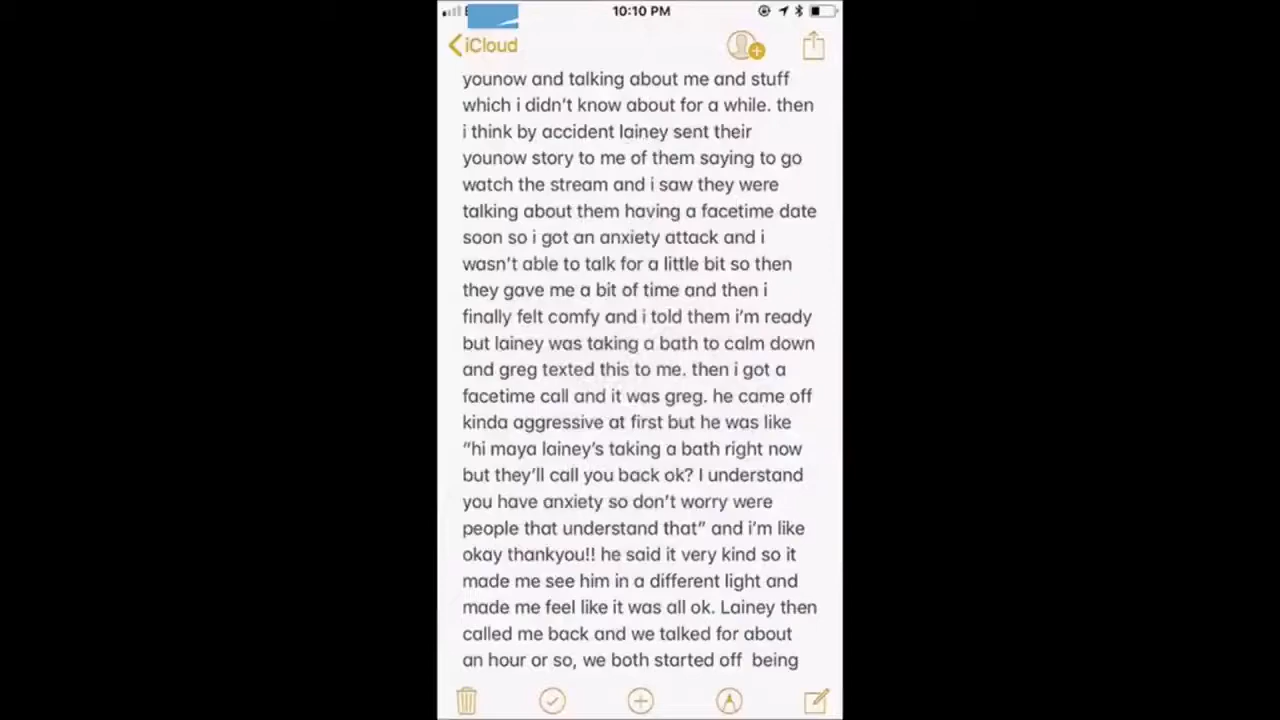 10:10 PM
iCloud
younow and talking about me and stuff
which i didn't know about for a while. then
i think by accident lainey sent their
younow story to me of them saying to go
watch the stream and i saw they were
talking about them having a facetime date
soon so i got an anxiety attack and i
wasn't able to talk for a little bit so then
they gave me a bit of time and then i
finally felt comfy and i told them i'm ready
but lainey was taking a bath to calm down
and greg texted this to me. then i got a
facetime call and it was greg. he came off
kinda aggressive at first but he was like
"hi maya lainey's taking a bath right now
but they'll call you back ok? I understand
you have anxiety so don't worry were
people that understand that" and i'm like
okay thankyou!! he said it very kind so it
made me see him in a different light and
made me feel like it was all ok. Lainey then
called me back and we talked for about
an hour or so, we both started off  being